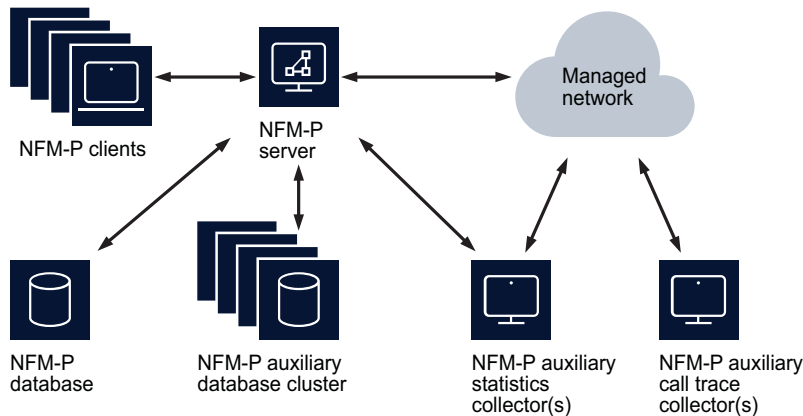 Managed
network
NFM-P clients
NFM-P
server
NFM-P
database
NFM-P auxiliary
database cluster
NFM-P auxiliary
statistics
collector(s)
NFM-P auxiliary
call trace
collector(s)